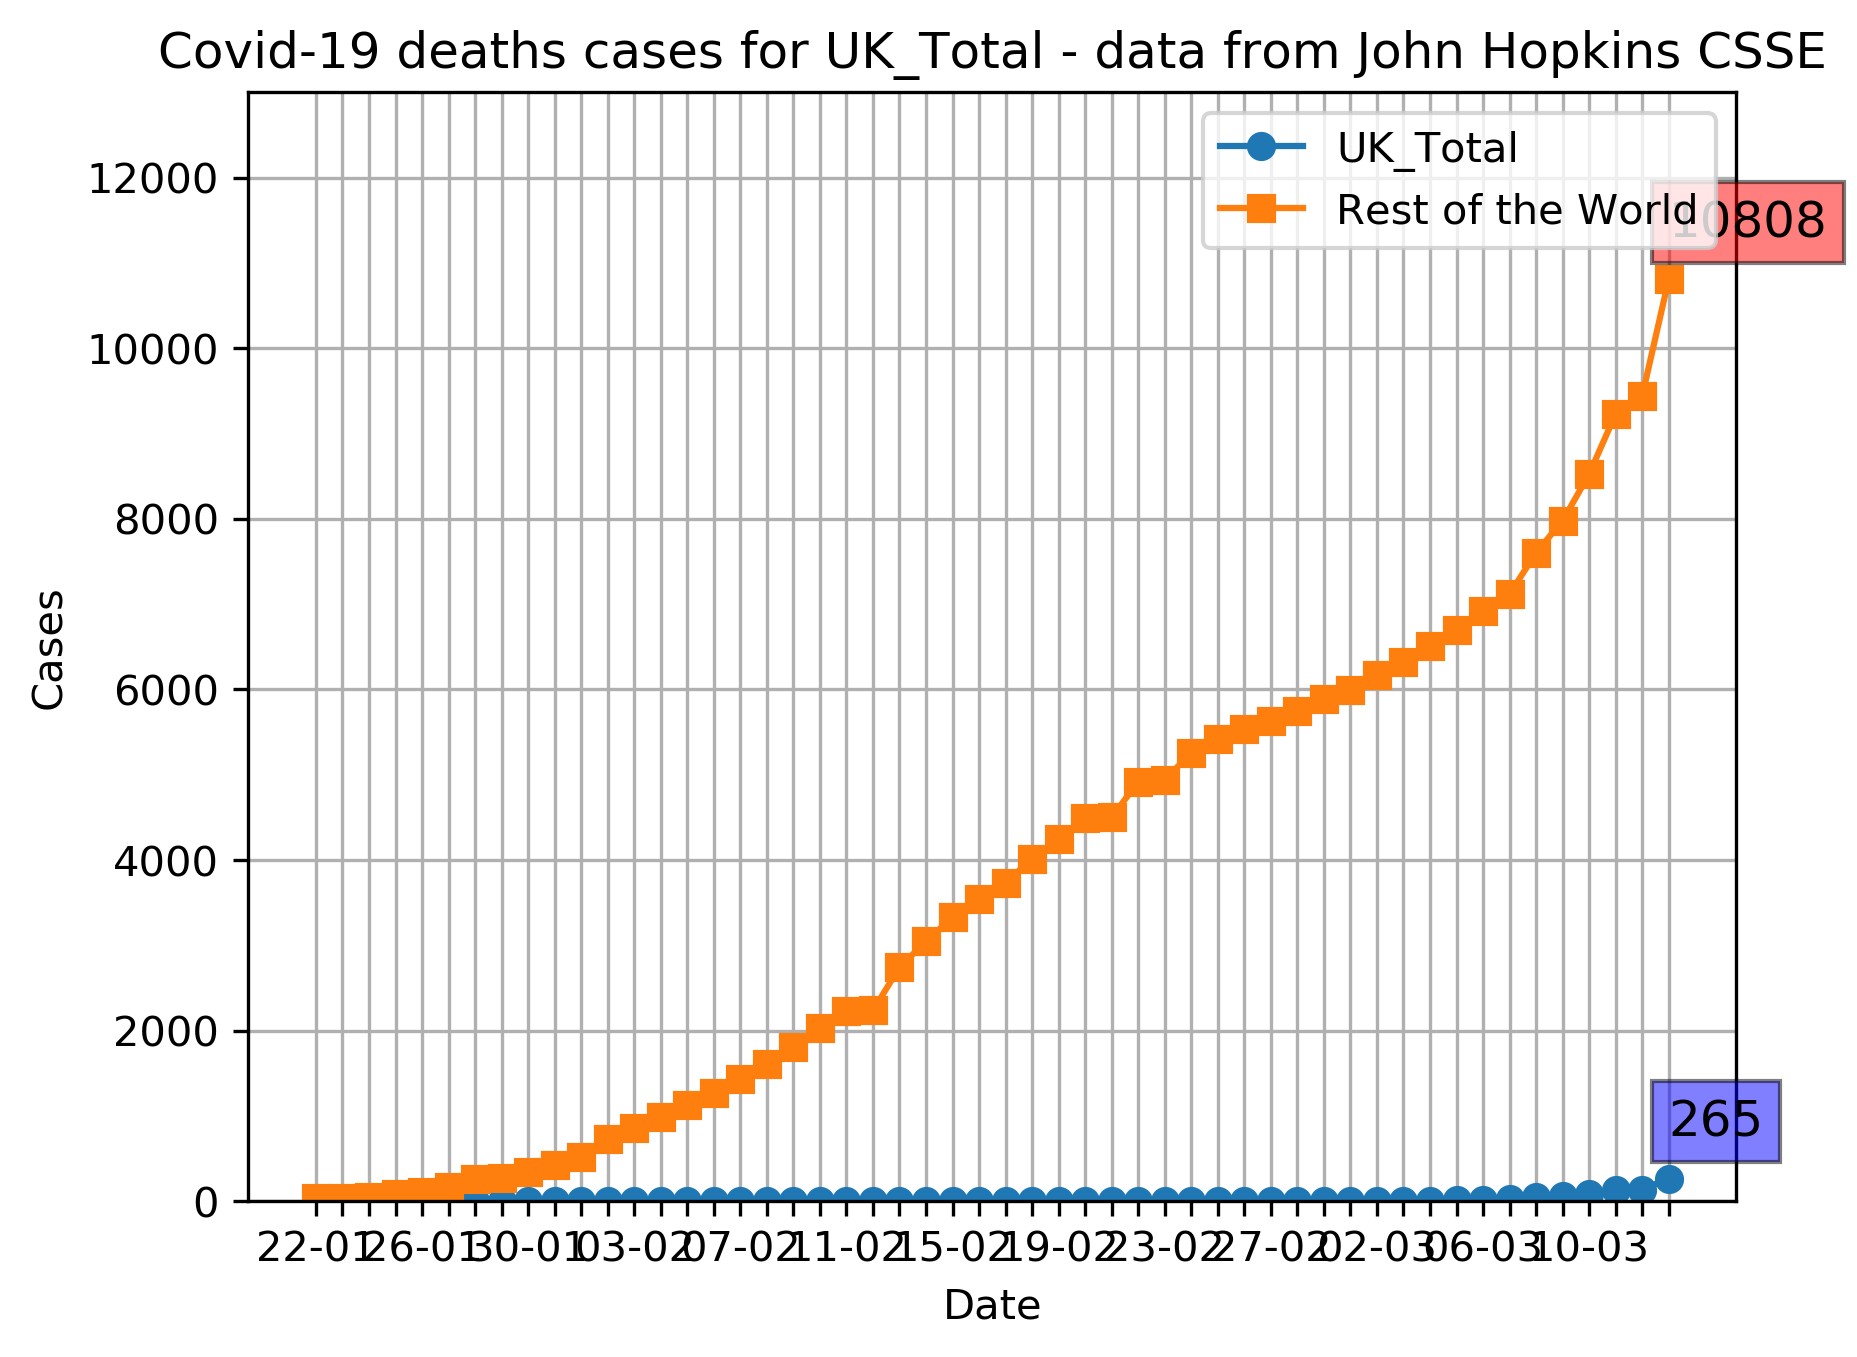 Covid-19 deaths cases for UK_Total - data from John Hopkins CSSE
UK_Total
Rest of the World
10808
265
Cases
12000
10000
8000
6000
4000
2000
0
22-01 26-01 30-01 03-02 07-02 11-02 15-02 19-02 23-02 27-02 02-03 06-03 10-03
Date